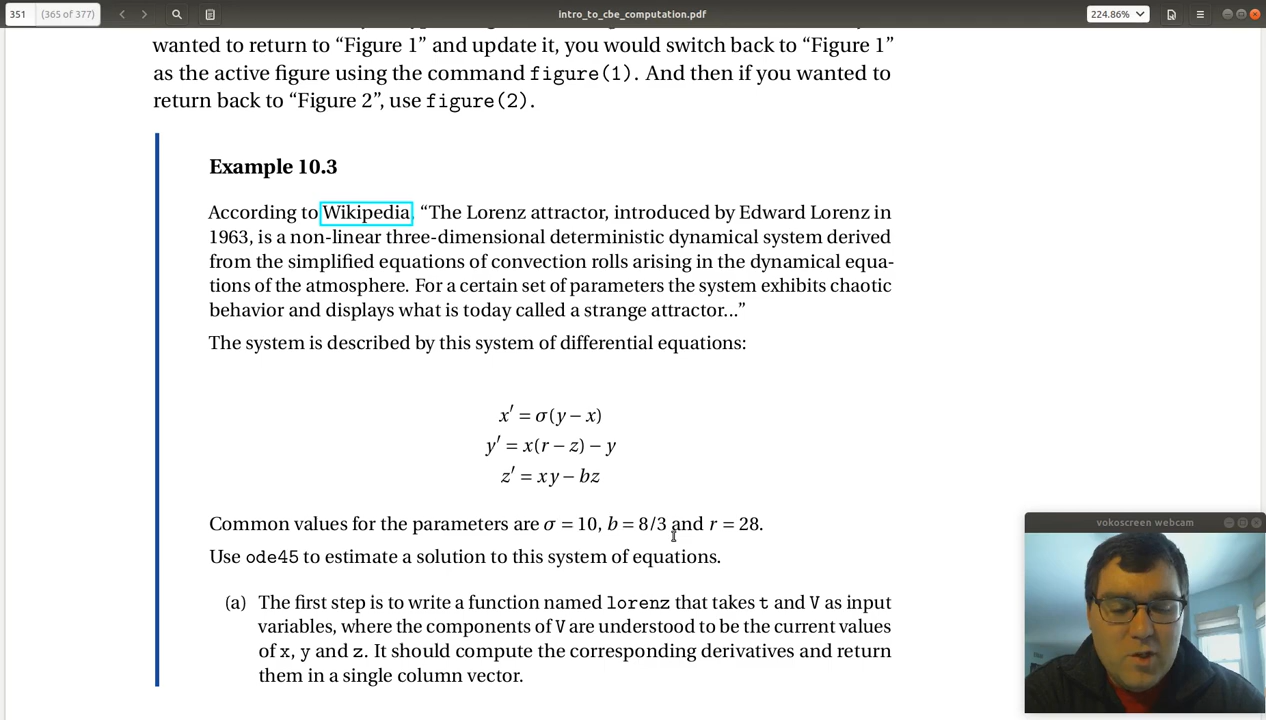 351 (365 of 377) intro_to_cbe_computation.pdf 224.86%
wanted to return to “Figure 1” and update it, you would switch back to “Figure 1”
as the active figure using the command figure(1). And then if you wanted to
return back to “Figure 2”, use figure(2).
Example 10.3
According to Wikipedia, “The Lorenz attractor, introduced by Edward Lorenz in
1963, is a non-linear three-dimensional deterministic dynamical system derived
from the simplified equations of convection rolls arising in the dynamical equa-
tions of the atmosphere. For a certain set of parameters the system exhibits chaotic
behavior and displays what is today called a strange attractor...”
The system is described by this system of differential equations:
x′ = σ(y − x)
y′ = x(r − z) − y
z′ = xy − bz
Common values for the parameters are σ = 10, b = 8/3 and r = 28.
Use ode45 to estimate a solution to this system of equations.
(a) The first step is to write a function named lorenz that takes t and V as input
variables, where the components of V are understood to be the current values
of x, y and z. It should compute the corresponding derivatives and return
them in a single column vector.
vokoscreen webcam